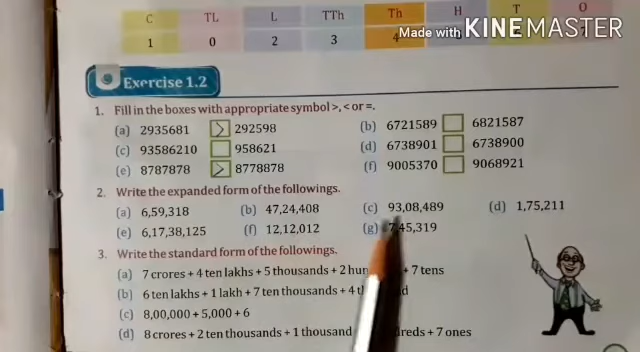 C TL L TTh Th H T O
1 0 2 3 4
Made with KINEMASTER
Exercise 1.2
1. Fill in the boxes with appropriate symbol >, < or =.
(a) 2935681 > 292598 (b) 6721589 6821587
(c) 93586210 958621 (d) 6738901 6738900
(e) 8787878 > 8778878 (f) 9005370 9068921
2. Write the expanded form of the followings.
(a) 6,59,318 (b) 47,24,408 (c) 93,08,489 (d) 1,75,211
(e) 6,17,38,125 (f) 12,12,012 (g) 7,45,319
3. Write the standard form of the followings.
(a) 7 crores + 4 ten lakhs + 5 thousands + 2 + 7 tens
(b) 6 ten lakhs + 1 lakh + 7 ten thousands + 4
(c) 8,00,000 + 5,000 + 6
(d) 8 crores + 2 ten thousands + 1 thousand + 7 ones